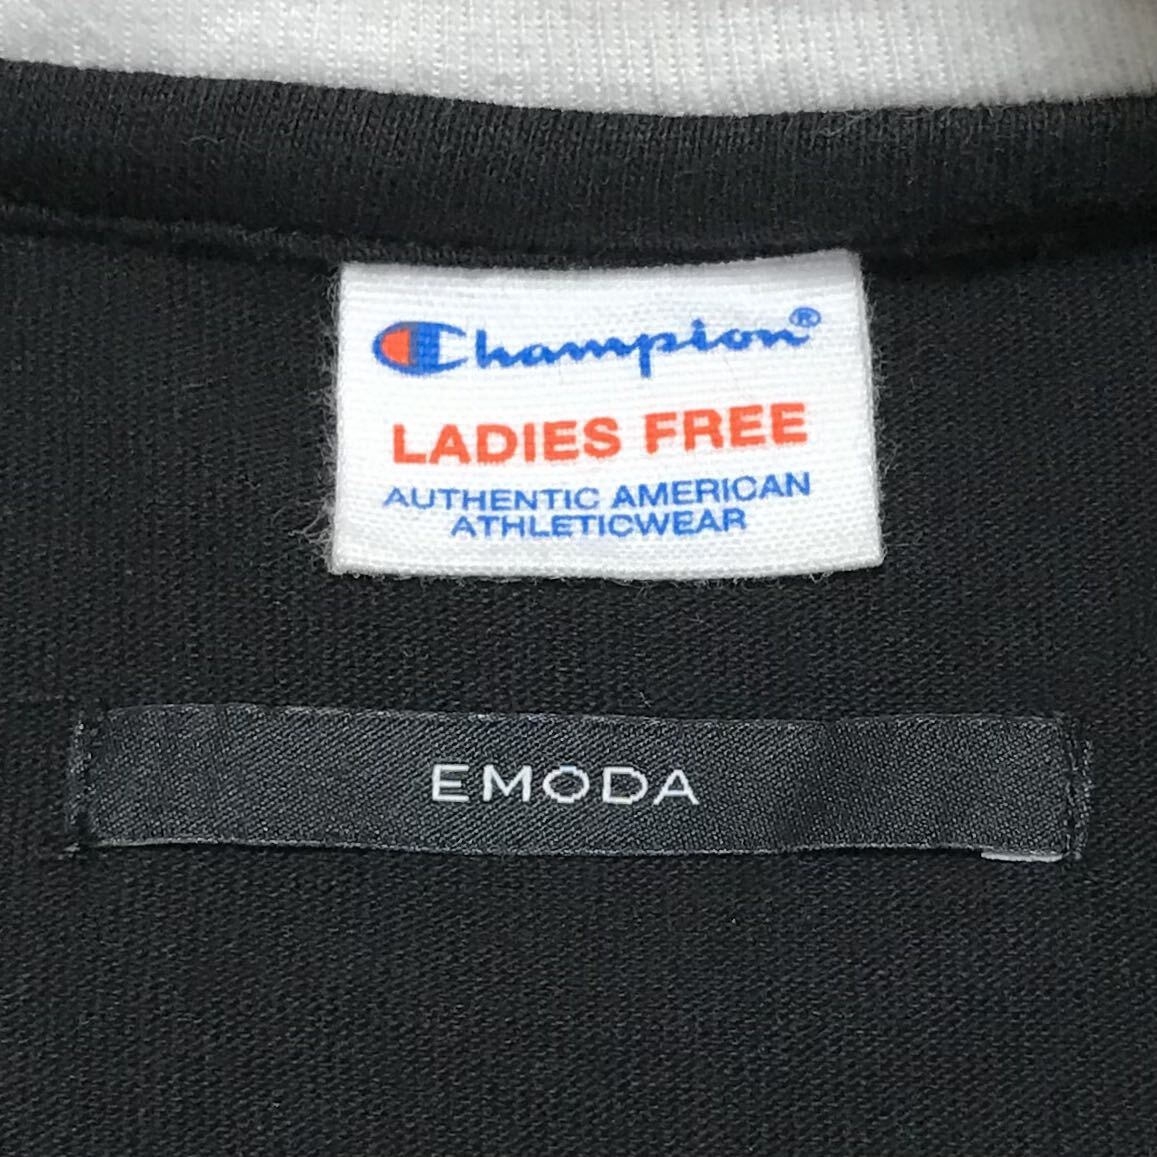 Champion®
LADIES FREE
AUTHENTIC AMERICAN
ATHLETICWEAR
EMODA